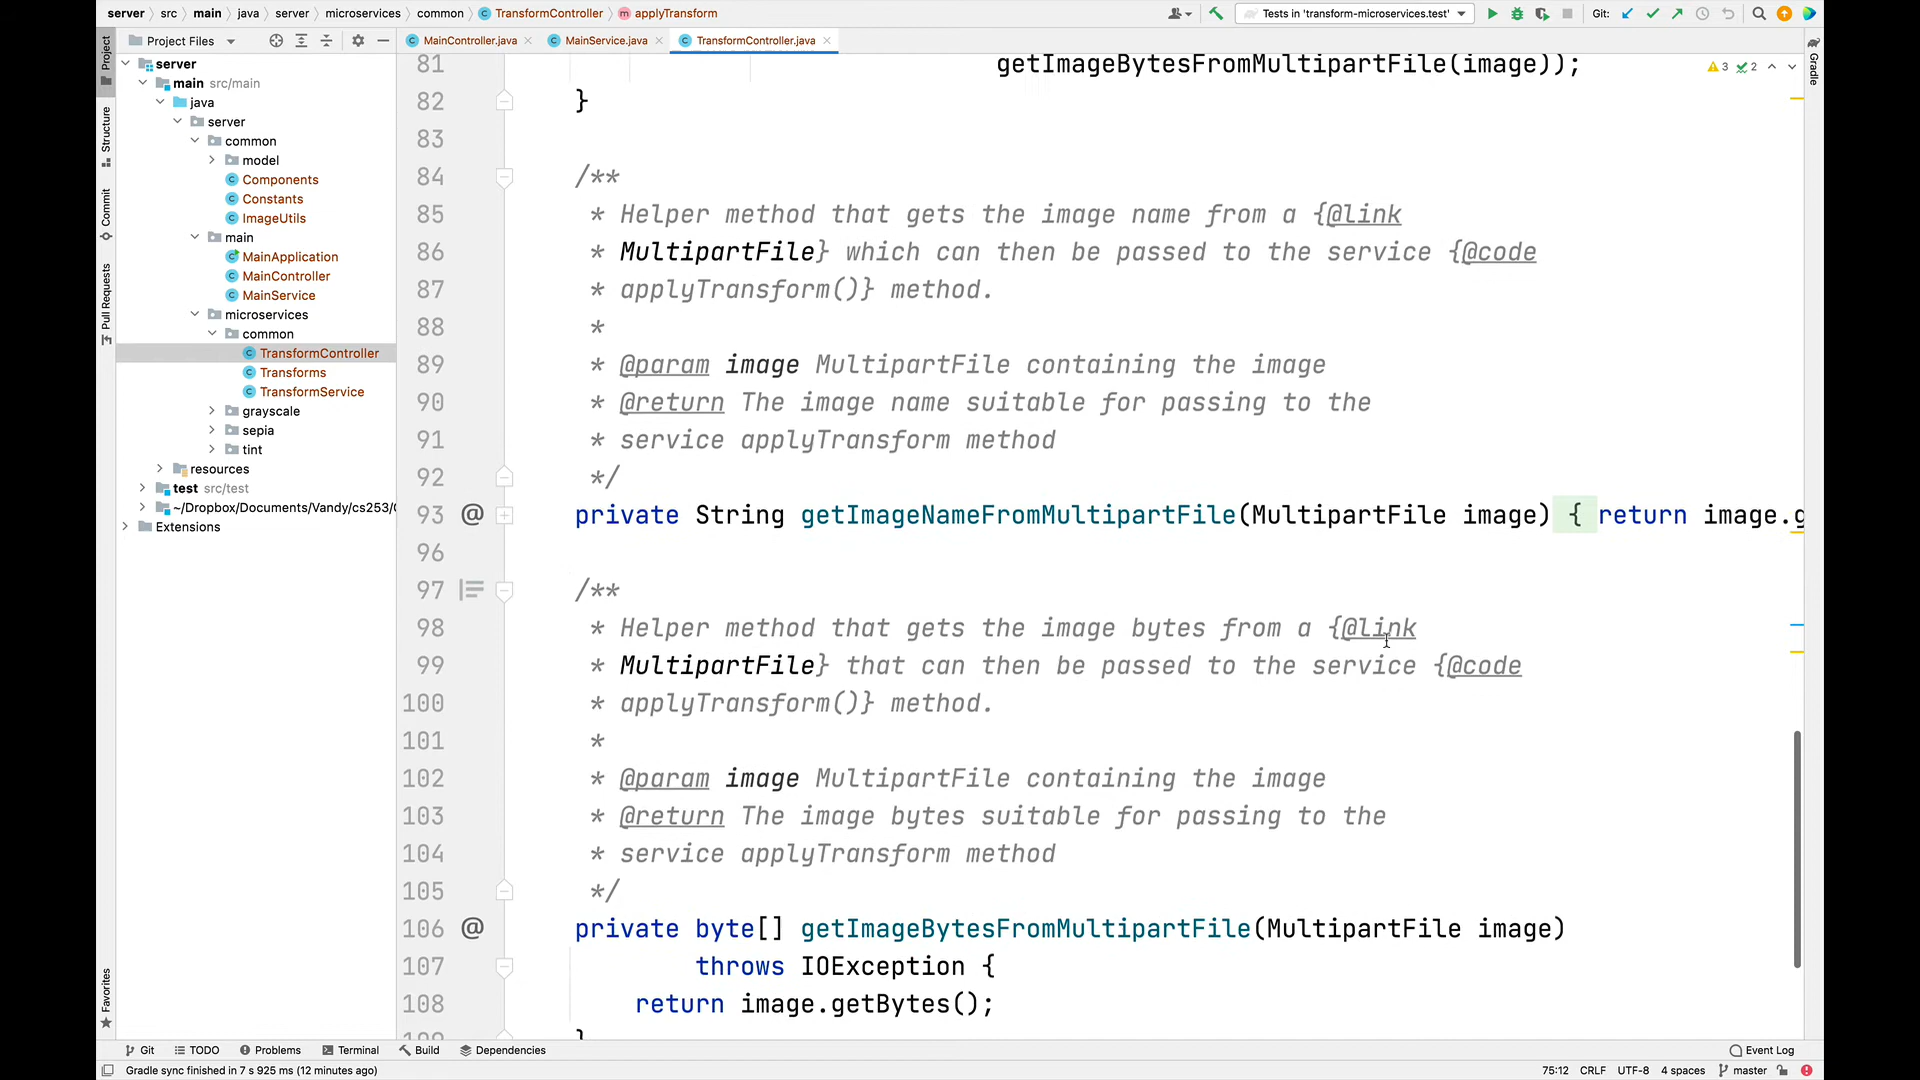 server > src > main > java > server > microservices > common > TransformController > applyTransform
Tests in 'transform-microservices.test'
Git:
Project Files
MainController.java
MainService.java
TransformController.java
Project
Structure
Commit
Pull Requests
Favorites
Gradle
server
main src/main
java
server
common
model
Components
Constants
ImageUtils
main
MainApplication
MainController
MainService
microservices
common
TransformController
Transforms
TransformService
grayscale
sepia
tint
resources
test src/test
~/Dropbox/Documents/Vandy/cs253/
Extensions
3 2
81 getImageBytesFromMultipartFile(image));
82 }
83
84 /**
85 * Helper method that gets the image name from a {@link
86 * MultipartFile} which can then be passed to the service {@code
87 * applyTransform()} method.
88 *
89 * @param image MultipartFile containing the image
90 * @return The image name suitable for passing to the
91 * service applyTransform method
92 */
93 @ private String getImageNameFromMultipartFile(MultipartFile image) { return image.g
96
97 /**
98 * Helper method that gets the image bytes from a {@link
99 * MultipartFile} that can then be passed to the service {@code
100 * applyTransform()} method.
101 *
102 * @param image MultipartFile containing the image
103 * @return The image bytes suitable for passing to the
104 * service applyTransform method
105 */
106 @ private byte[] getImageBytesFromMultipartFile(MultipartFile image)
107 throws IOException {
108 return image.getBytes();
Git TODO Problems Terminal Build Dependencies Event Log
Gradle sync finished in 7 s 925 ms (12 minutes ago) 75:12 CRLF UTF-8 4 spaces master